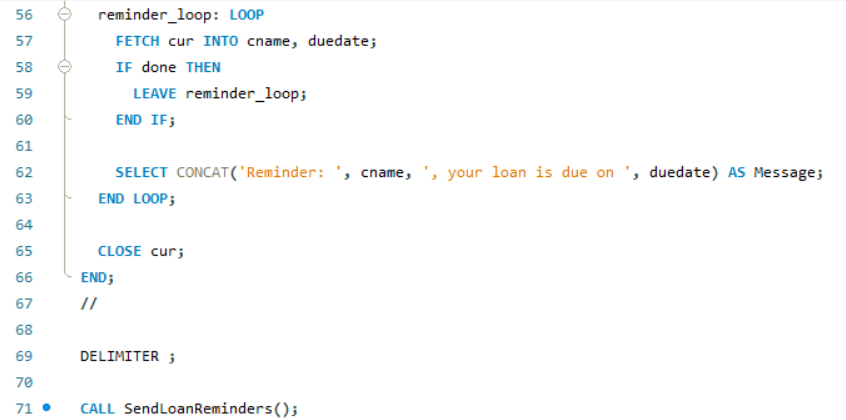 56 reminder_loop: LOOP
57 FETCH cur INTO cname, duedate;
58 IF done THEN
59 LEAVE reminder_loop;
60 END IF;
61
62 SELECT CONCAT('Reminder: ', cname, ', your loan is due on ', duedate) AS Message;
63 END LOOP;
64
65 CLOSE cur;
66 END;
67 //
68
69 DELIMITER ;
70
71 CALL SendLoanReminders();